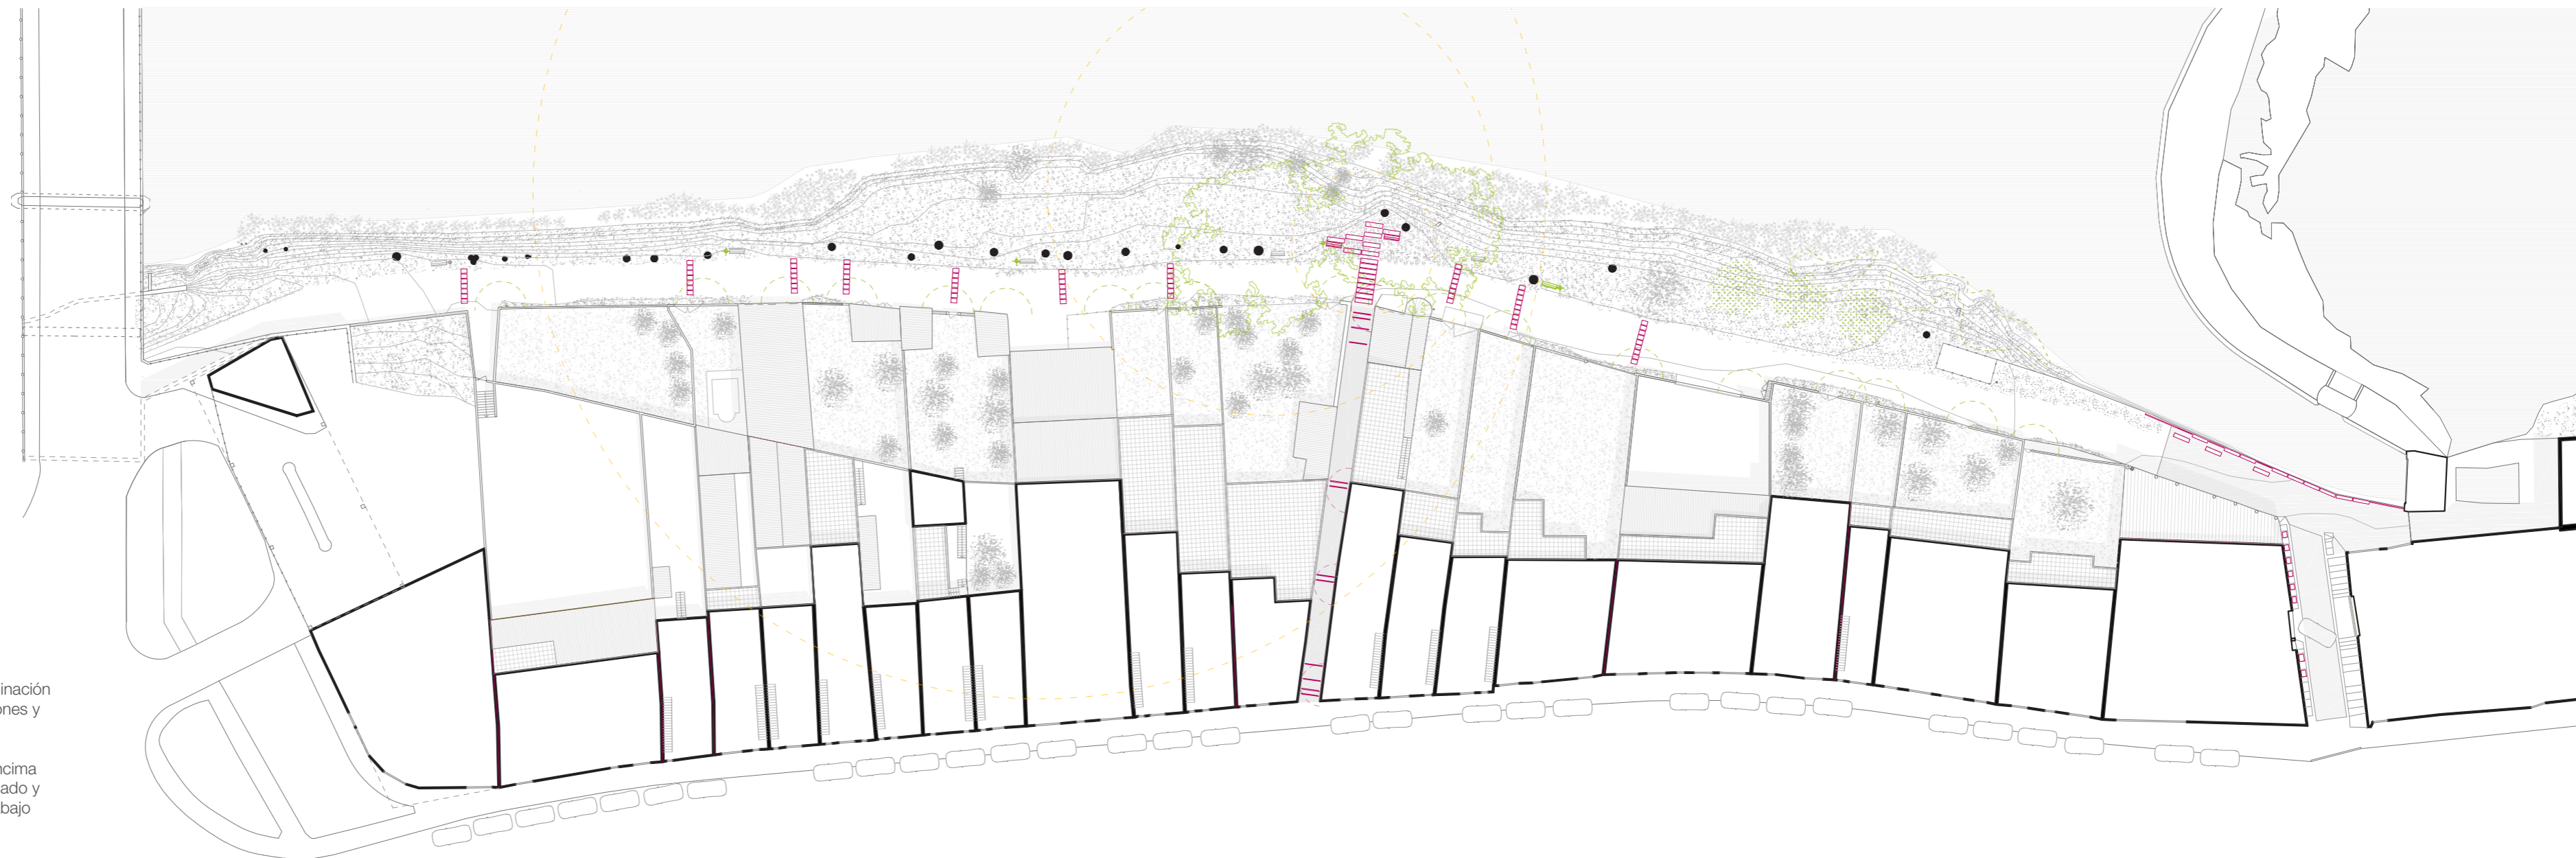 inación
ones y
ncima
ado y
bajo